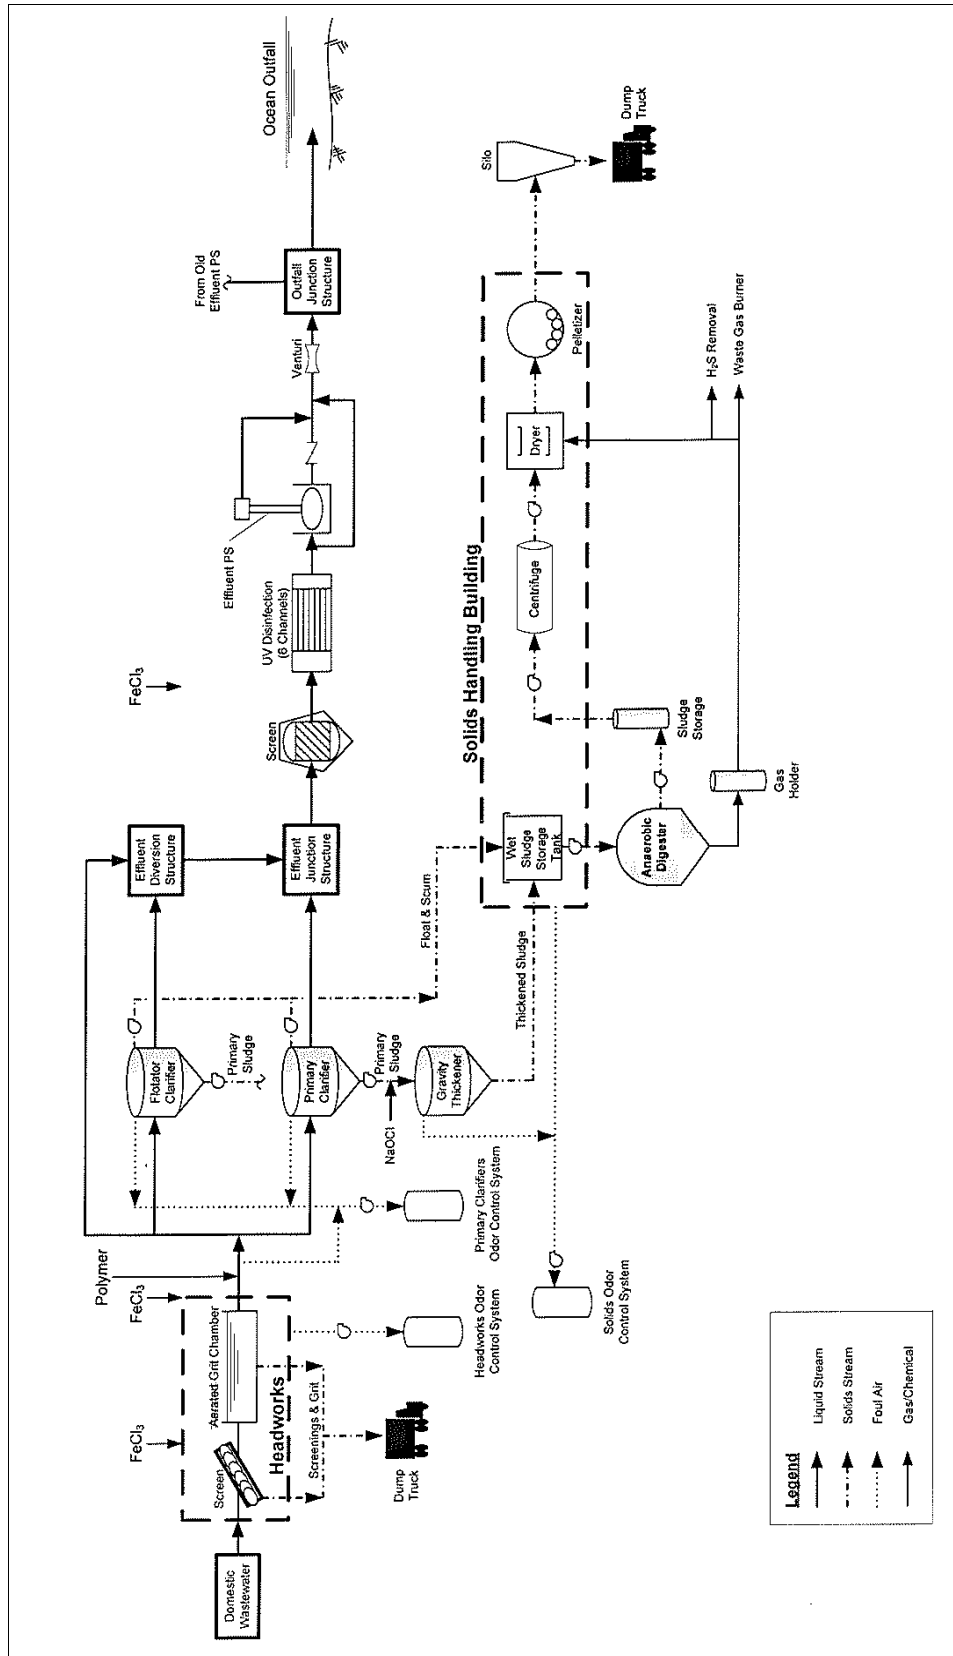 Domestic
Wastewater
FeCl₃
Screen
Aerated Grit Chamber
Headworks
Screenings & Grit
Dump
Truck
FeCl₃
Polymer
Headworks Odor
Control System
Primary Clarifiers
Odor Control System
Solids Odor
Control System
Flotator
Clarifier
Primary
Sludge
Primary
Clarifier
Primary
Sludge
NaOCl
Gravity
Thickener
Float & Scum
Thickened Sludge
Effluent
Diversion
Structure
Effluent
Junction
Structure
FeCl₃
Screen
UV Disinfection
(6 Channels)
Effluent PS
Venturi
From Old
Effluent PS
Outfall
Junction
Structure
Ocean Outfall
Solids Handling Building
Wet
Sludge
Storage
Tank
Anaerobic
Digester
Sludge
Storage
Gas
Holder
Centrifuge
Dryer
Pelletizer
Silo
Dump
Truck
H₂S Removal
Waste Gas Burner
Legend
Liquid Stream
Solids Stream
Foul Air
Gas/Chemical